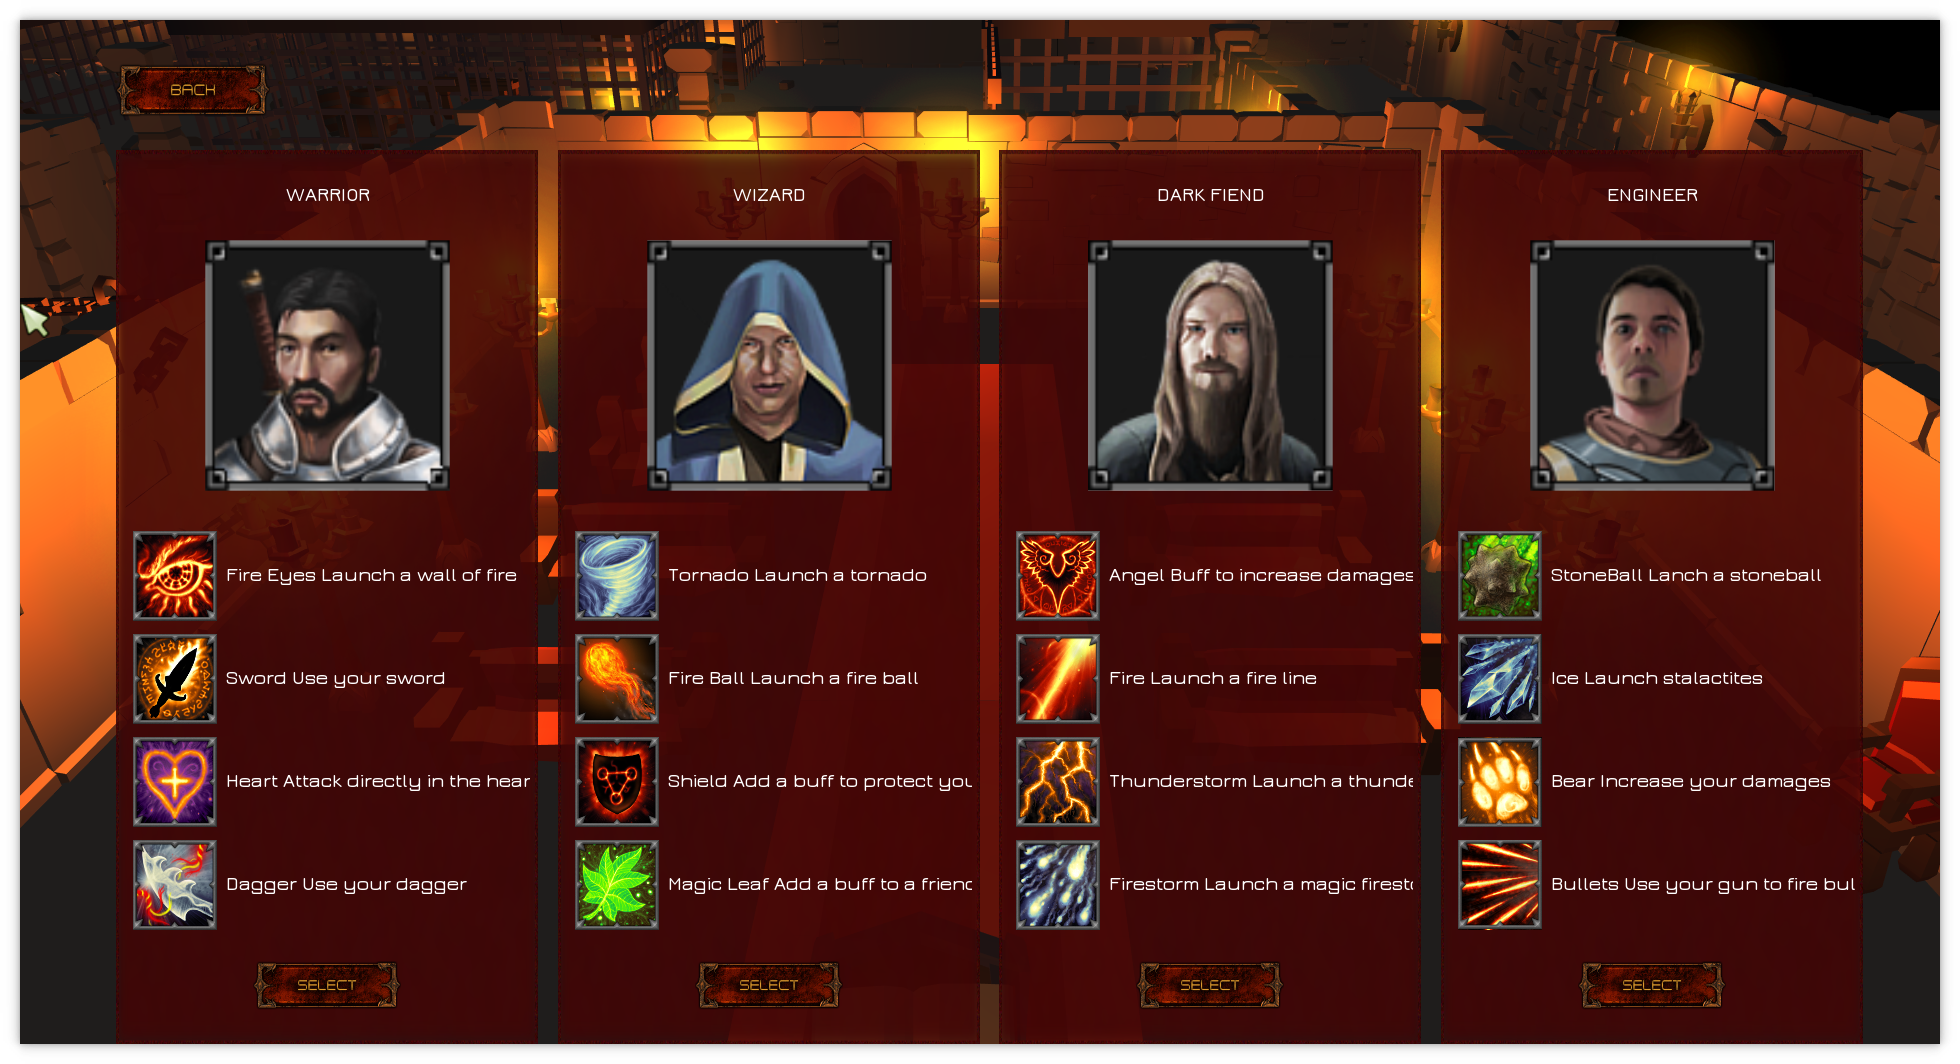 BACK
WARRIOR
Fire Eyes Launch a wall of fire
Sword Use your sword
Heart Attack directly in the hear
Dagger Use your dagger
SELECT
WIZARD
Tornado Launch a tornado
Fire Ball Launch a fire ball
Shield Add a buff to protect you
Magic Leaf Add a buff to a friend
SELECT
DARK FIEND
Angel Buff to increase damages
Fire Launch a fire line
Thunderstorm Launch a thunde
Firestorm Launch a magic firesto
SELECT
ENGINEER
StoneBall Lanch a stoneball
Ice Launch stalactites
Bear Increase your damages
Bullets Use your gun to fire bul
SELECT